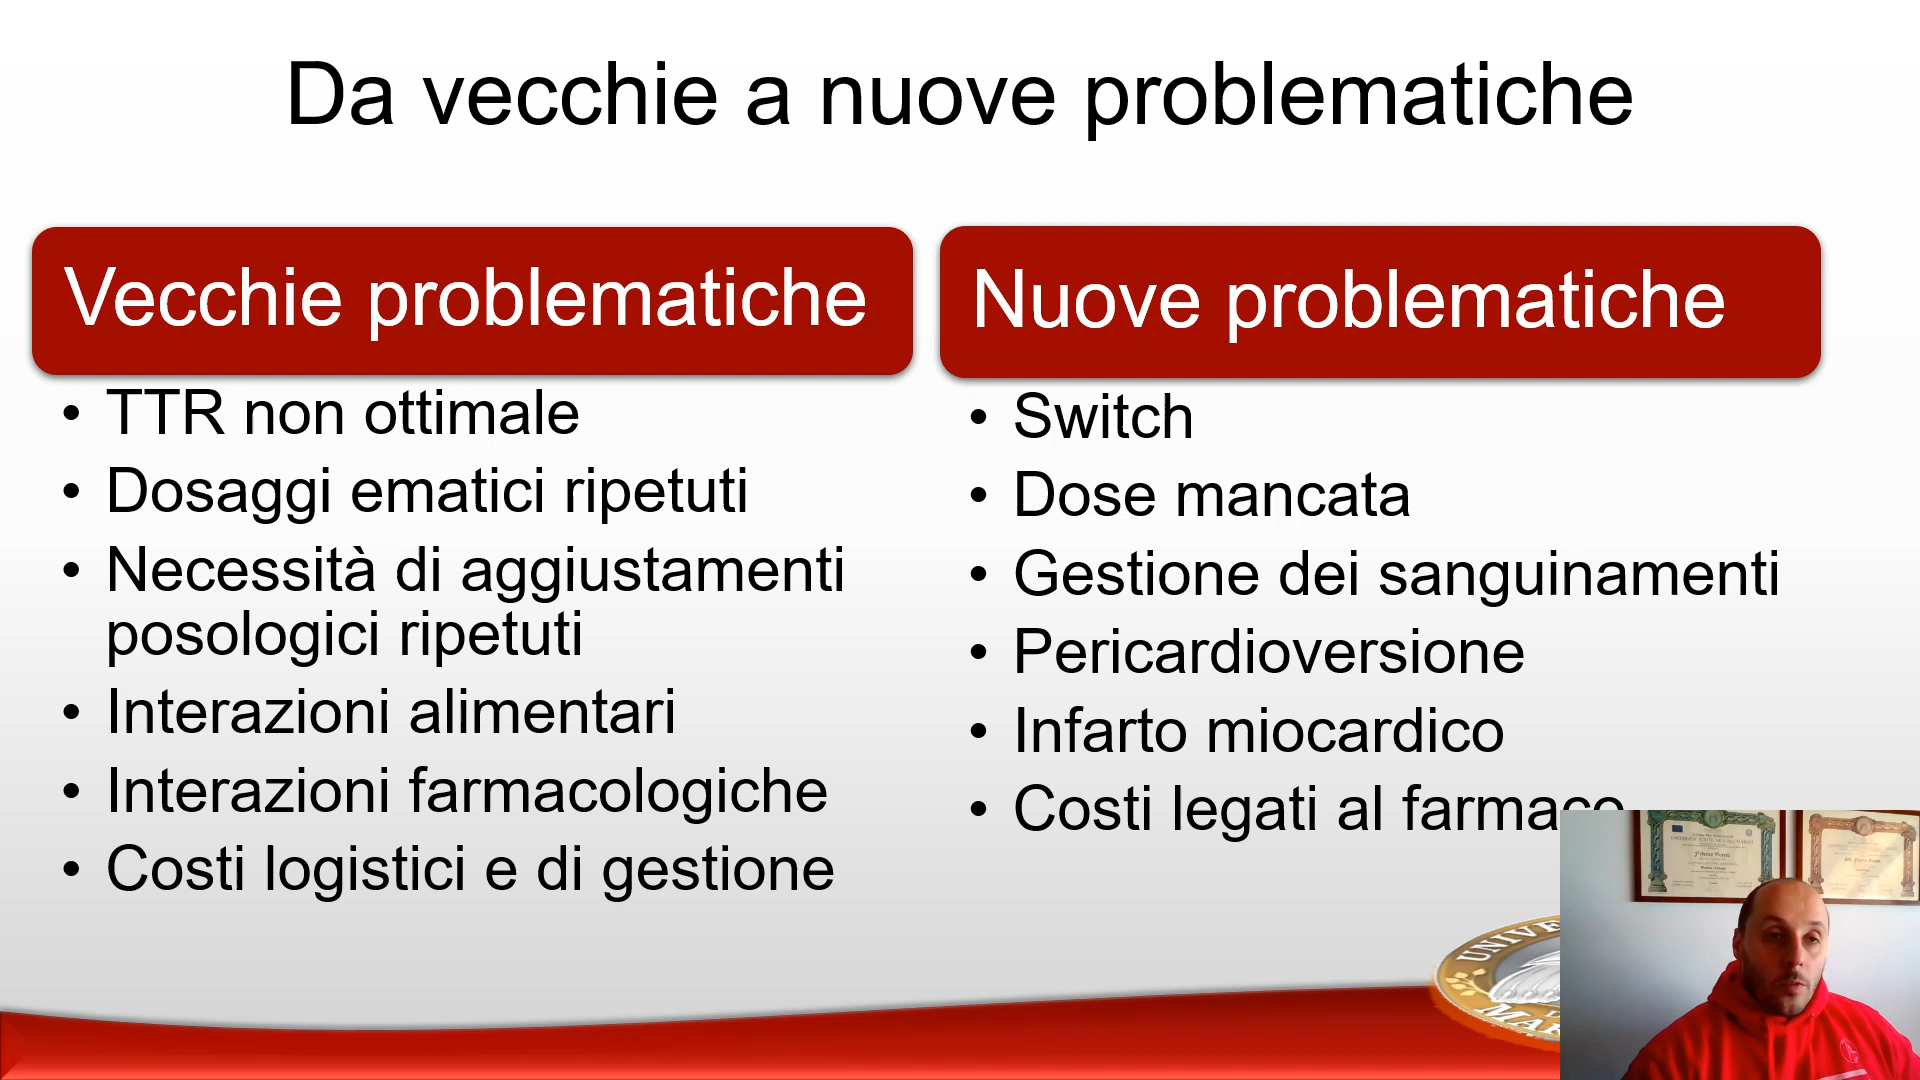 Da vecchie a nuove problematiche
Vecchie problematiche
• TTR non ottimale
• Dosaggi ematici ripetuti
• Necessità di aggiustamenti
posologici ripetuti
• Interazioni alimentari
• Interazioni farmacologiche
• Costi logistici e di gestione
Nuove problematiche
• Switch
• Dose mancata
• Gestione dei sanguinamenti
• Pericardioversione
• Infarto miocardico
• Costi legati al farmaco
UNIVE
MAR